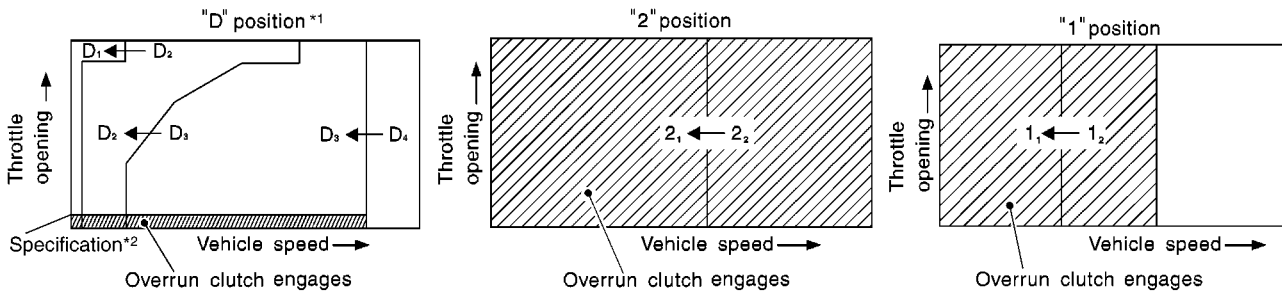 "D" position *1
Throttle opening
D₁ ← D₂
D₂ ← D₃
D₃ ← D₄
Specification*2
Vehicle speed
Overrun clutch engages
"2" position
Throttle opening
2₁ ← 2₂
Vehicle speed
Overrun clutch engages
"1" position
Throttle opening
1₁ ← 1₂
Vehicle speed
Overrun clutch engages